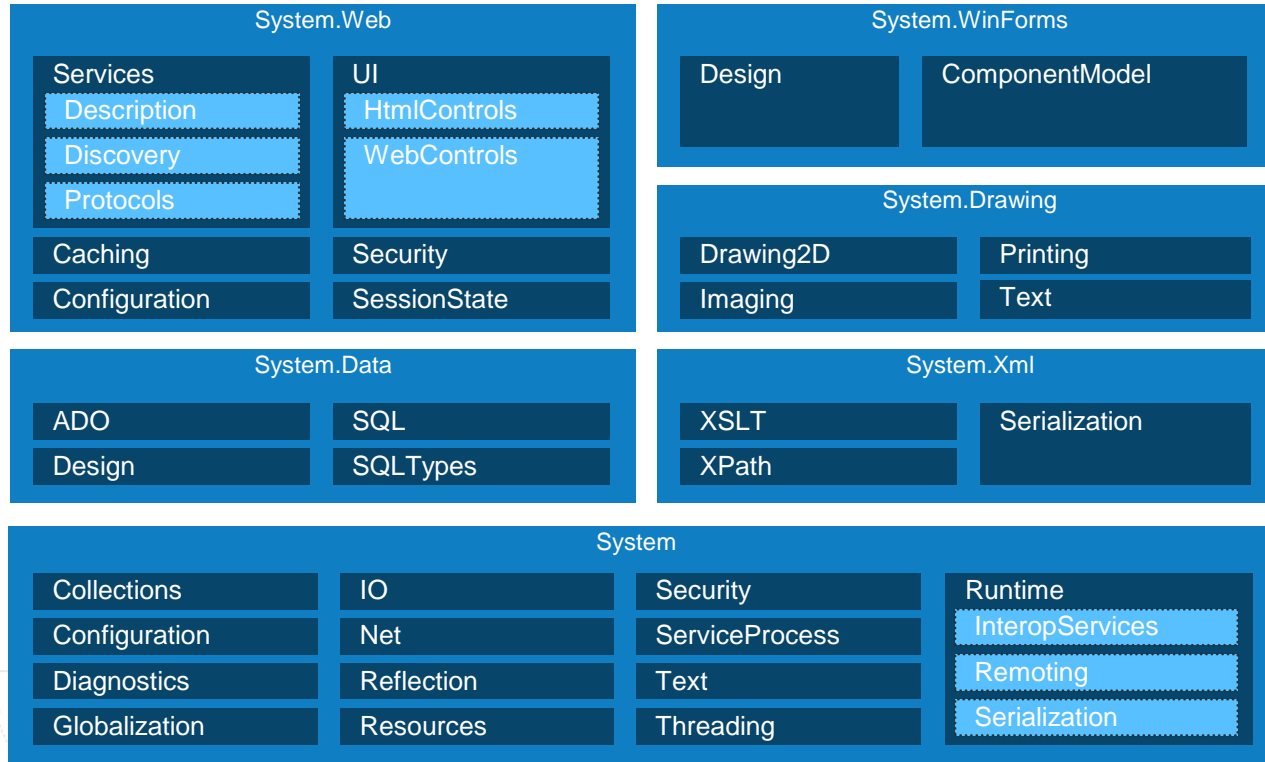 System.Web
Services
Description
Discovery
Protocols
UI
HtmlControls
WebControls
Caching
Security
Configuration
SessionState
System.WinForms
Design
ComponentModel
System.Drawing
Drawing2D
Printing
Imaging
Text
System.Data
ADO
SQL
Design
SQLTypes
System.Xml
XSLT
Serialization
XPath
System
Collections
Configuration
Diagnostics
Globalization
IO
Net
Reflection
Resources
Security
ServiceProcess
Text
Threading
Runtime
InteropServices
Remoting
Serialization